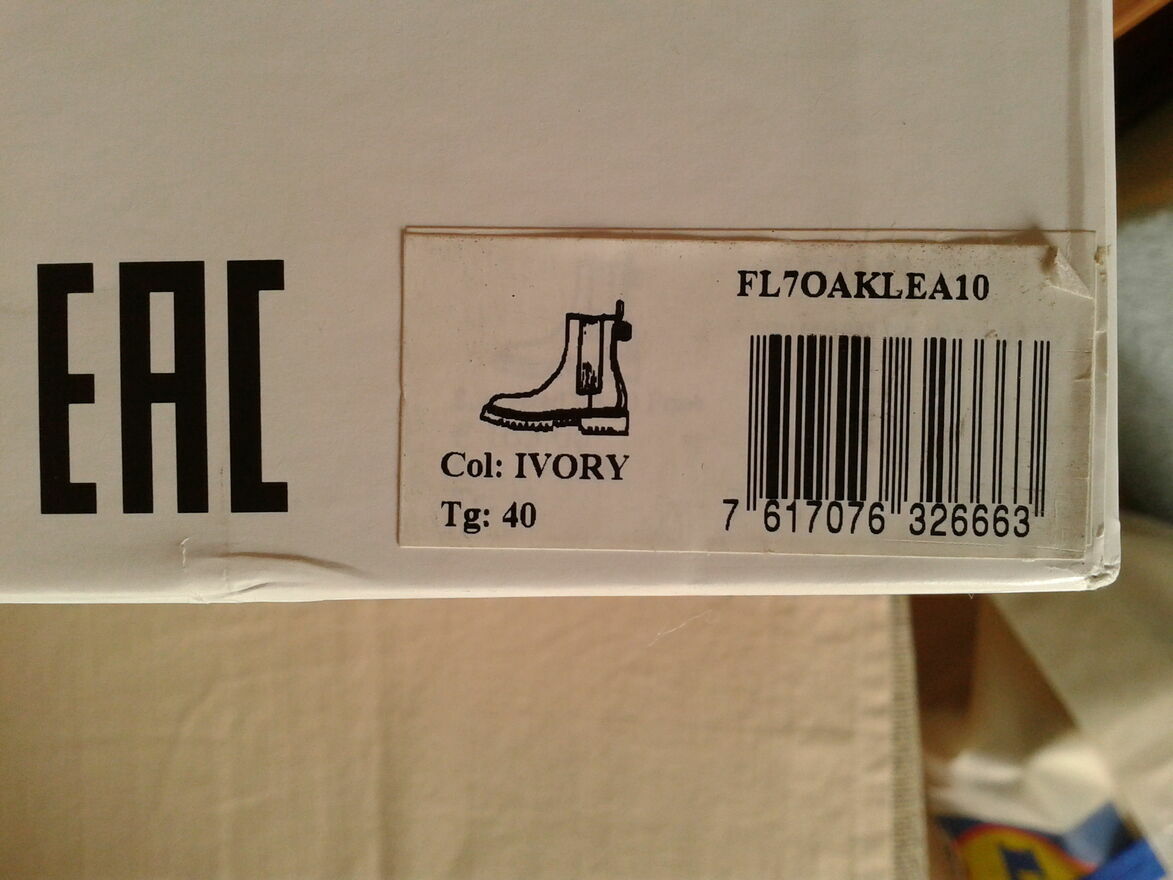 EAC
FL7OAKLEA10
Col: IVORY
Tg: 40
7 617076 326663